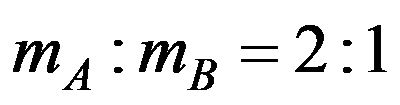 m_A : m_B = 2 : 1